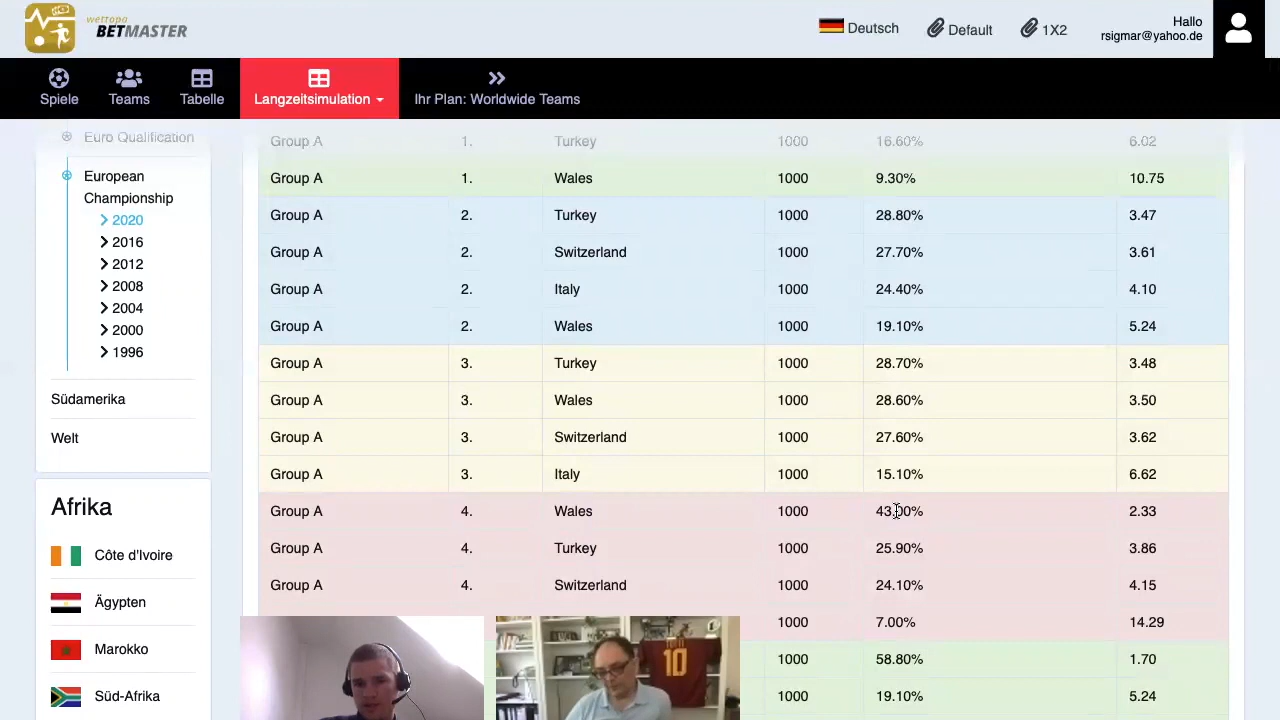 wettopa
BETMASTER
Deutsch
Default
1X2
Hallo
rsigmar@yahoo.de
Spiele
Teams
Tabelle
Langzeitsimulation
Ihr Plan: Worldwide Teams
Euro Qualification
European
Championship
2020
2016
2012
2008
2004
2000
1996
Südamerika
Welt
Afrika
Côte d'Ivoire
Ägypten
Marokko
Süd-Afrika
Group A 1. Turkey 1000 16.60% 6.02
Group A 1. Wales 1000 9.30% 10.75
Group A 2. Turkey 1000 28.80% 3.47
Group A 2. Switzerland 1000 27.70% 3.61
Group A 2. Italy 1000 24.40% 4.10
Group A 2. Wales 1000 19.10% 5.24
Group A 3. Turkey 1000 28.70% 3.48
Group A 3. Wales 1000 28.60% 3.50
Group A 3. Switzerland 1000 27.60% 3.62
Group A 3. Italy 1000 15.10% 6.62
Group A 4. Wales 1000 43.00% 2.33
Group A 4. Turkey 1000 25.90% 3.86
Group A 4. Switzerland 1000 24.10% 4.15
1000 7.00% 14.29
1000 58.80% 1.70
1000 19.10% 5.24
10